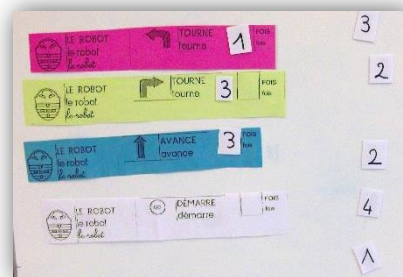 LE ROBOT TOURNE 1 FOIS
le robot tourne fois
le robot
LE ROBOT TOURNE 3 FOIS
le robot tourne fois
le robot
LE ROBOT AVANCE 3 FOIS
le robot avance fois
le robot
LE ROBOT GO DÉMARRE FOIS
le robot démarre fois
le robot
3
2
2
4
1